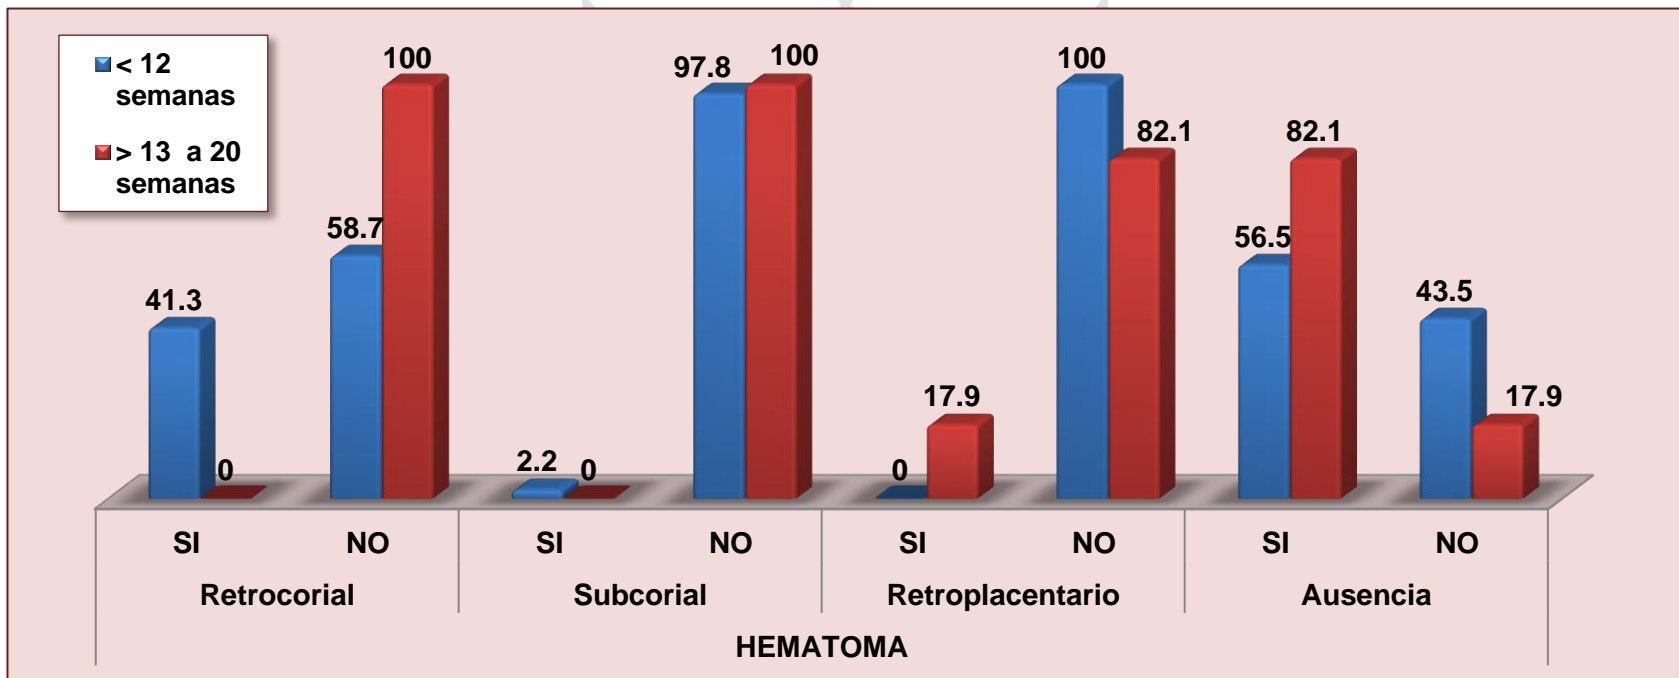 < 12
semanas
> 13 a 20
semanas
41.3
0
58.7
100
2.2
0
97.8
100
0
17.9
100
82.1
56.5
82.1
43.5
17.9
SI NO SI NO SI NO SI NO
Retrocorial Subcorial Retroplacentario Ausencia
HEMATOMA